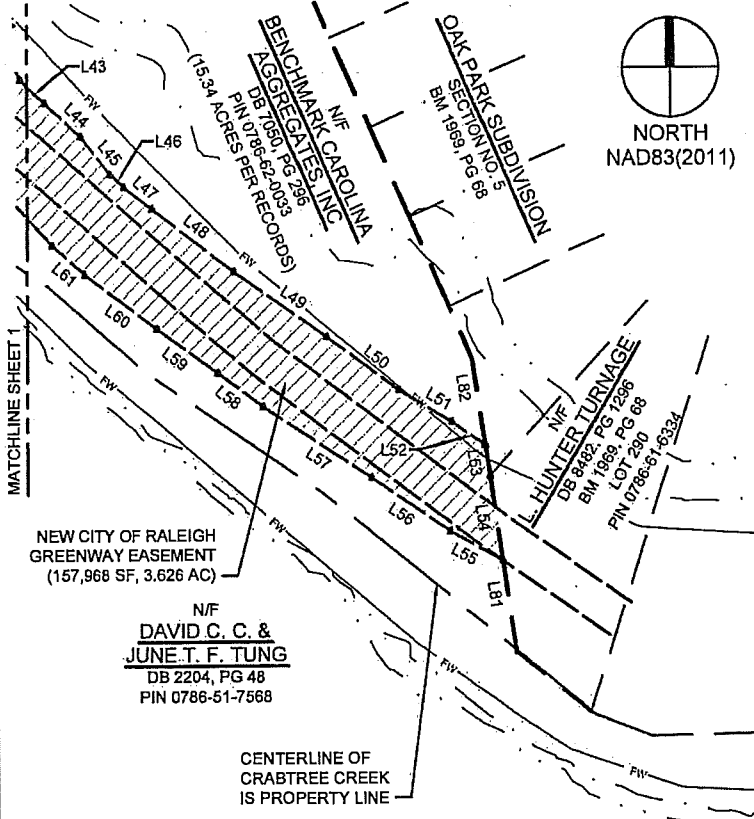 L43
FW
L44
L46
L45
L47
L48
FW
L49
L50
FW
L51
L82
L52
L53
L54
L61
L60
L59
L58
L57
L56
L55
L81
FW
FW
FW
FW
MATCHLINE SHEET 1
N/F
BENCHMARK CAROLINA
AGGREGATES, INC
DB 7050, PG 296
PIN 0786-62-0033
(15.34 ACRES PER RECORDS)
OAK PARK SUBDIVISION
SECTION NO. 5
BM 1969, PG 68
NORTH
NAD83(2011)
N/F
L. HUNTER TURNAGE
DB 8482, PG 1296
BM 1969, PG 68
LOT 290
PIN 0786-61-6334
NEW CITY OF RALEIGH
GREENWAY EASEMENT
(157,968 SF, 3.626 AC)
N/F
DAVID C. C. &
JUNE T. F. TUNG
DB 2204, PG 48
PIN 0786-51-7568
CENTERLINE OF
CRABTREE CREEK
IS PROPERTY LINE